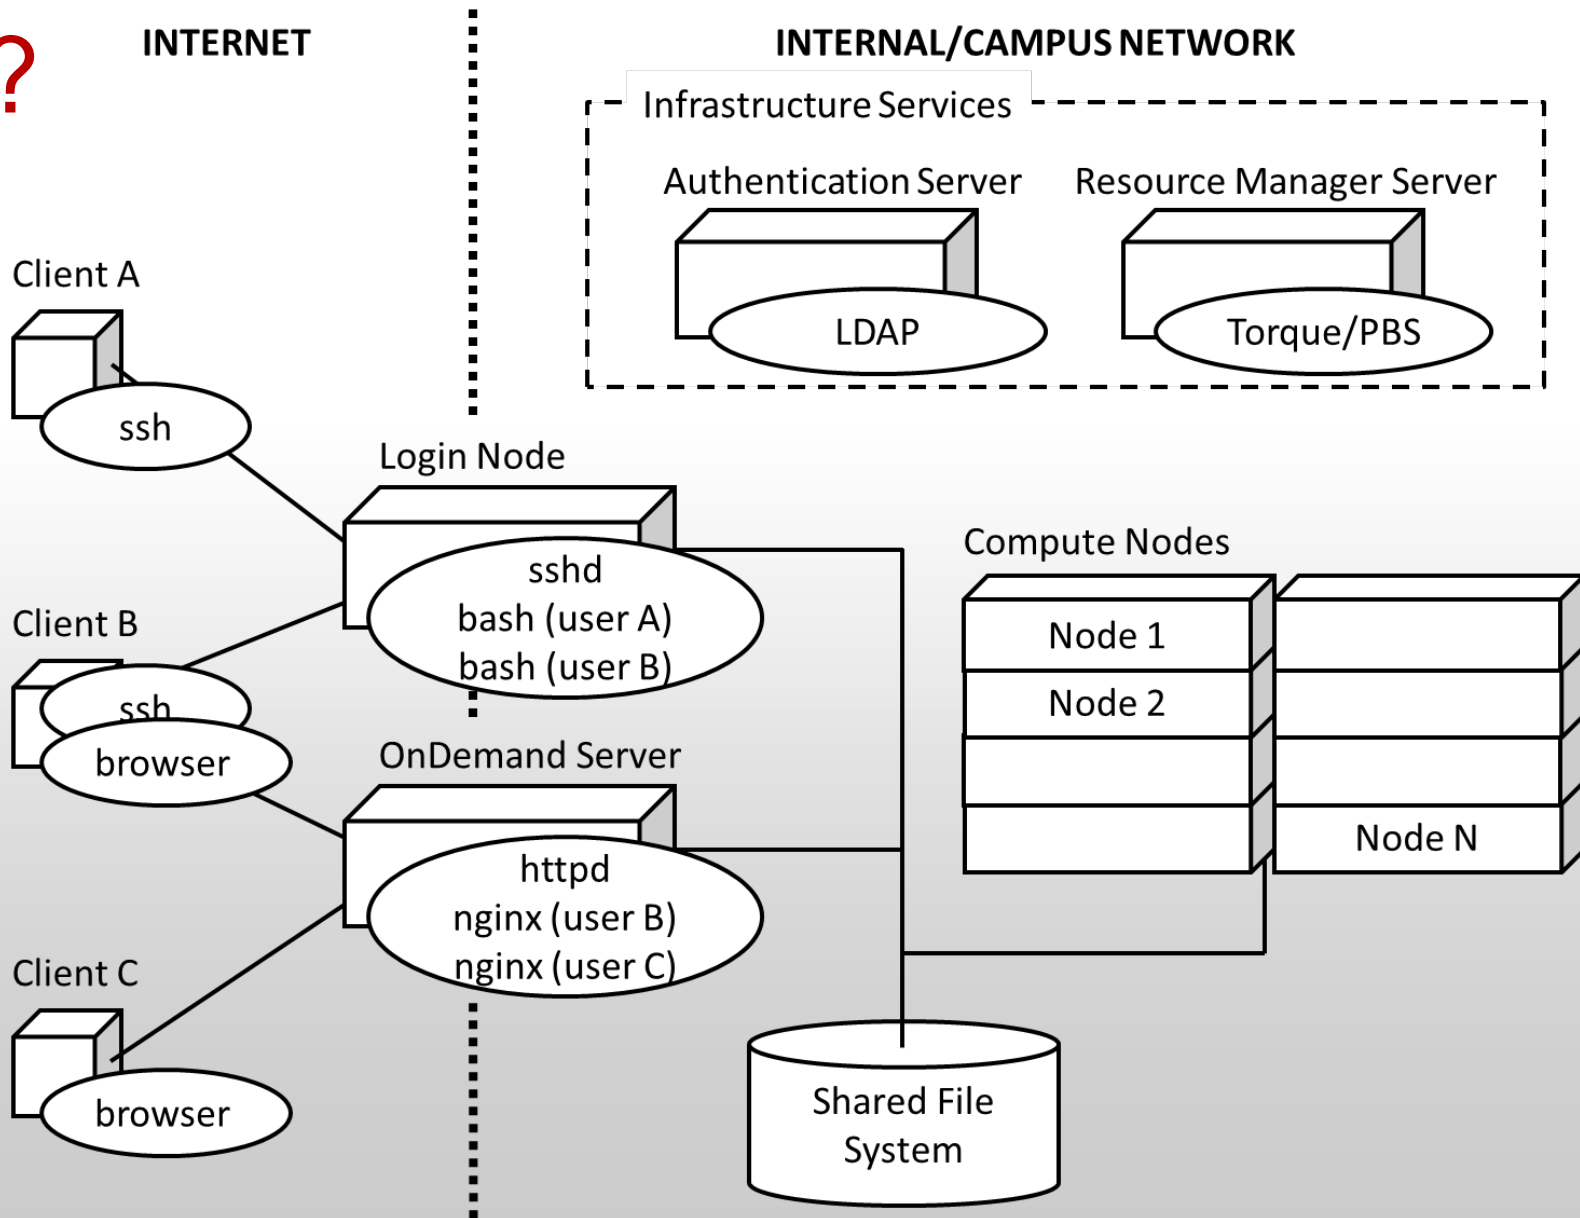 ?
INTERNET
INTERNAL/CAMPUS NETWORK
Infrastructure Services
Authentication Server
Resource Manager Server
LDAP
Torque/PBS
Client A
ssh
Login Node
sshd
bash (user A)
bash (user B)
Compute Nodes
Node 1
Node 2
Node N
Client B
ssh
browser
OnDemand Server
httpd
nginx (user B)
nginx (user C)
Client C
browser
Shared File
System